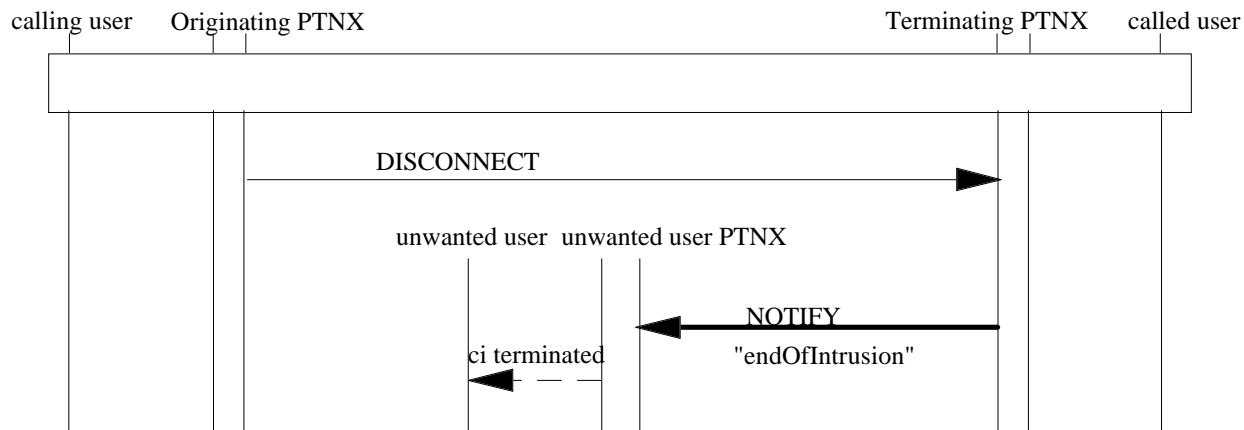 calling user Originating PTNX Terminating PTNX called user
DISCONNECT
unwanted user unwanted user PTNX
NOTIFY
ci terminated "endOfIntrusion"